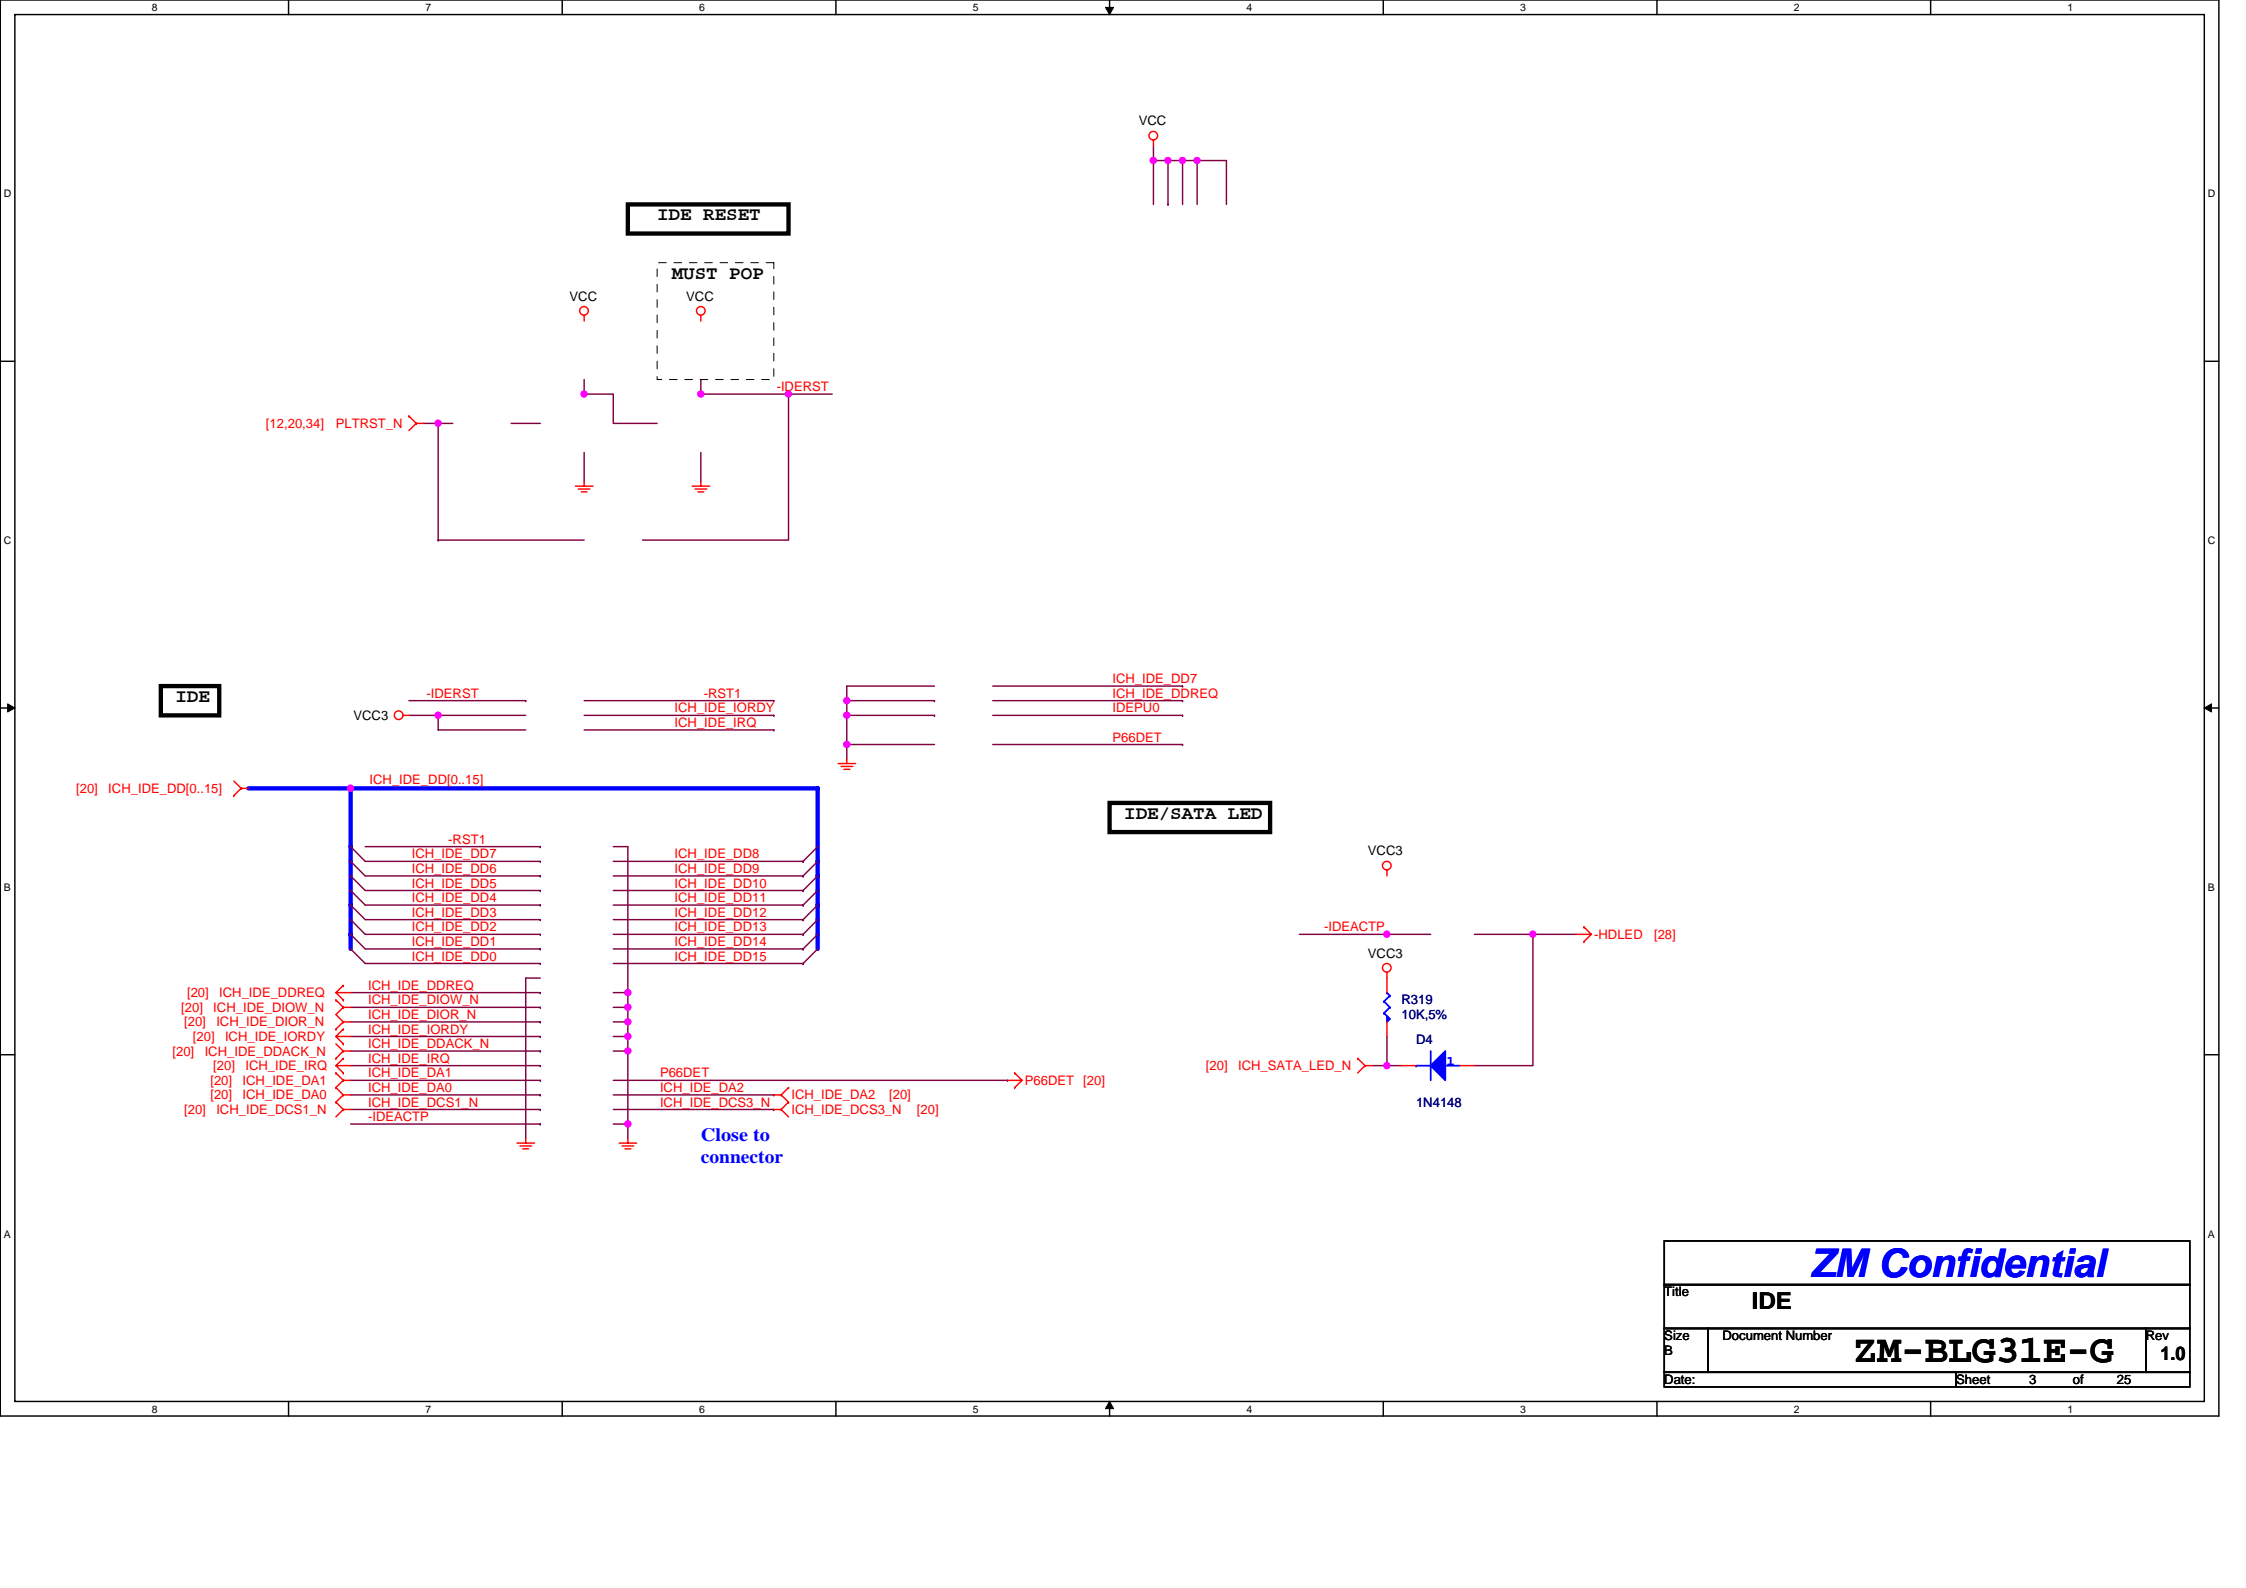 8 7 6 5 4 3 2 1
VCC
D D
IDE RESET
MUST POP
VCC VCC
-IDERST
[12,20,34] PLTRST_N
C C
ICH_IDE_DD7
IDE -IDERST -RST1 ICH_IDE_DDREQ
VCC3 ICH_IDE_IORDY IDEPU0
ICH_IDE_IRQ
P66DET
ICH_IDE_DD[0..15]
[20] ICH_IDE_DD[0..15]
IDE/SATA LED
-RST1
VCC3
ICH_IDE_DD7 ICH_IDE_DD8
ICH_IDE_DD6 ICH_IDE_DD9
B ICH_IDE_DD5 ICH_IDE_DD10 B
ICH_IDE_DD4 ICH_IDE_DD11
ICH_IDE_DD3 ICH_IDE_DD12
ICH_IDE_DD2 ICH_IDE_DD13
-IDEACTP -HDLED [28]
ICH_IDE_DD1 ICH_IDE_DD14
VCC3
ICH_IDE_DD0 ICH_IDE_DD15
[20] ICH_IDE_DDREQ ICH_IDE_DDREQ
[20] ICH_IDE_DIOW_N ICH_IDE_DIOW_N
R319
10K,5%
[20] ICH_IDE_DIOR_N ICH_IDE_DIOR_N
[20] ICH_IDE_IORDY ICH_IDE_IORDY
D4
[20] ICH_IDE_DDACK_N ICH_IDE_DDACK_N
[20] ICH_IDE_IRQ ICH_IDE_IRQ
[20] ICH_SATA_LED_N 1
[20] ICH_IDE_DA1 ICH_IDE_DA1 P66DET P66DET [20]
[20] ICH_IDE_DA0 ICH_IDE_DA0 ICH_IDE_DA2 ICH_IDE_DA2 [20]
[20] ICH_IDE_DCS1_N ICH_IDE_DCS1_N ICH_IDE_DCS3_N ICH_IDE_DCS3_N [20]
1N4148
-IDEACTP
Close to
connector
A A
ZM Confidential
Title
IDE
Size Document Number Rev
B ZM-BLG31E-G 1.0
Date: Sheet 3 of 25
8 7 6 5 4 3 2 1